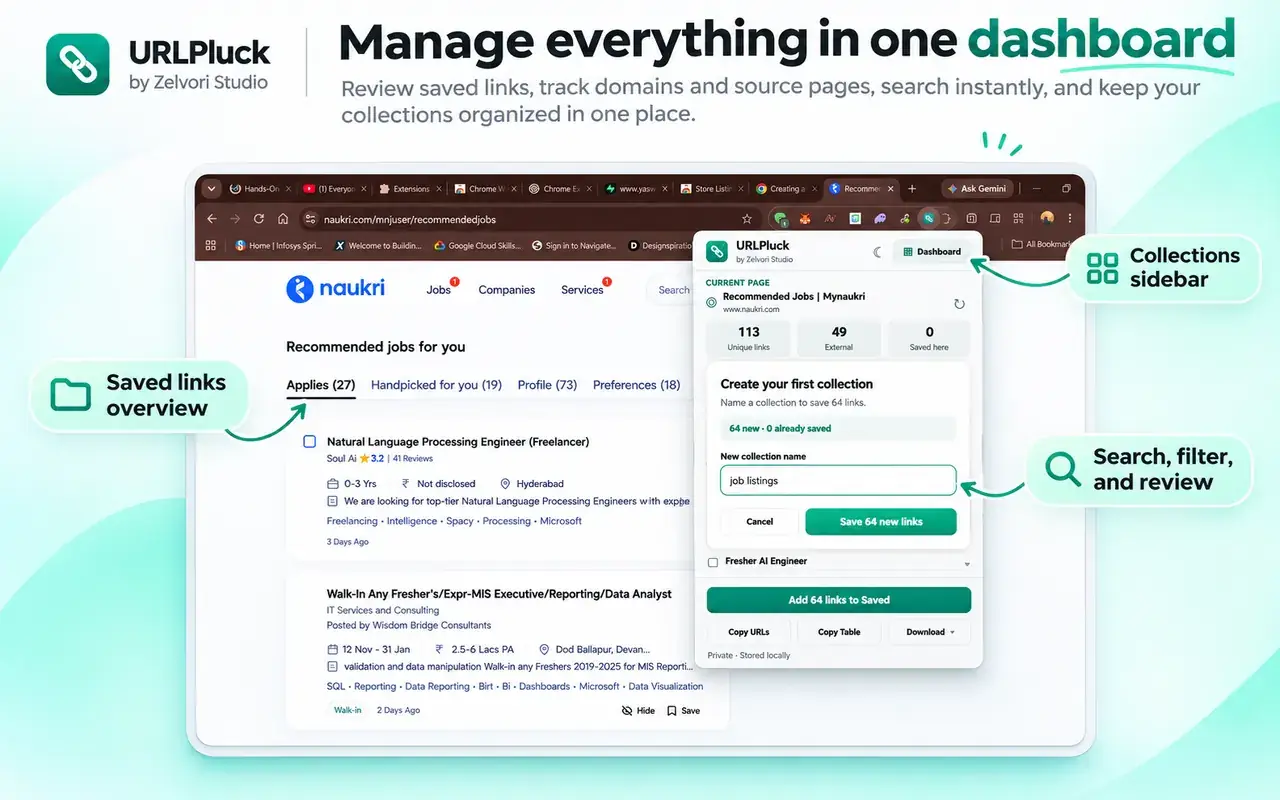 URLPluck
by Zelvori Studio
Manage everything in one dashboard
Review saved links, track domains and source pages, search instantly, and keep your
collections organized in one place.
Hands-On
(1) Everyon
Extensions
Chrome W
Chrome Ex
www.yasw
Store Listin
Creating a
Recomme
Ask Gemini
naukri.com/mnjuser/recommendedjobs
Home | Infosys Spri...
Welcome to Buildin...
Google Cloud Skills...
Sign in to Navigate...
Designspiratio
All Bookmark
naukri
Jobs
1
Companies
Services
1
Search
Recommended jobs for you
Applies (27)
Handpicked for you (19)
Profile (73)
Preferences (18)
Natural Language Processing Engineer (Freelancer)
Soul Ai 3.2 | 41 Reviews
0-3 Yrs
₹ Not disclosed
Hyderabad
We are looking for top-tier Natural Language Processing Engineers with expe
Freelancing · Intelligence · Spacy · Processing · Microsoft
3 Days Ago
Walk-In Any Fresher's/Expr-MIS Executive/Reporting/Data Analyst
IT Services and Consulting
Posted by Wisdom Bridge Consultants
12 Nov - 31 Jan
₹ 2.5-6 Lacs PA
Dod Ballapur, Devan...
validation and data manipulation Walk-in any Freshers 2019-2025 for MIS Reporti...
SQL · Reporting · Data Reporting · Birt · Bi · Dashboards · Microsoft · Data Visualization
Walk-in
2 Days Ago
Hide
Save
URLPluck
by Zelvori Studio
Dashboard
CURRENT PAGE
Recommended Jobs | Mynaukri
www.naukri.com
113
Unique links
49
External
0
Saved here
Create your first collection
Name a collection to save 64 links.
64 new · 0 already saved
New collection name
job listings
Cancel
Save 64 new links
Fresher AI Engineer
Add 64 links to Saved
Copy URLs
Copy Table
Download
Private · Stored locally
Saved links
overview
Collections
sidebar
Search, filter,
and review